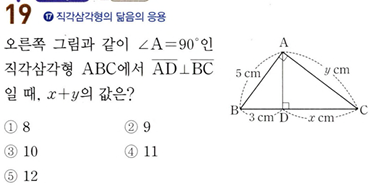 19 17 직각삼각형의 닮음의 응용
오른쪽 그림과 같이 ∠A=90°인
직각삼각형 ABC에서 A̅D̅⊥B̅C̅
일 때, x+y의 값은?
① 8 ② 9
③ 10 ④ 11
⑤ 12
A
5 cm y cm
B 3 cm D x cm C